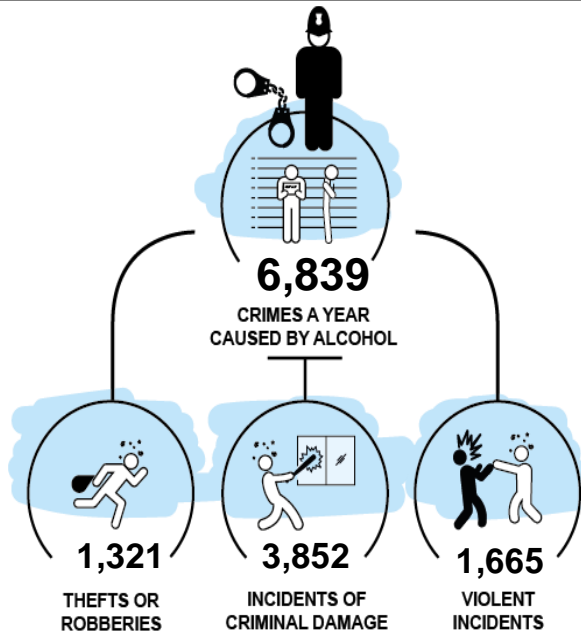 6,839
CRIMES A YEAR
CAUSED BY ALCOHOL
1,321
THEFTS OR
ROBBERIES
3,852
INCIDENTS OF
CRIMINAL DAMAGE
1,665
VIOLENT
INCIDENTS